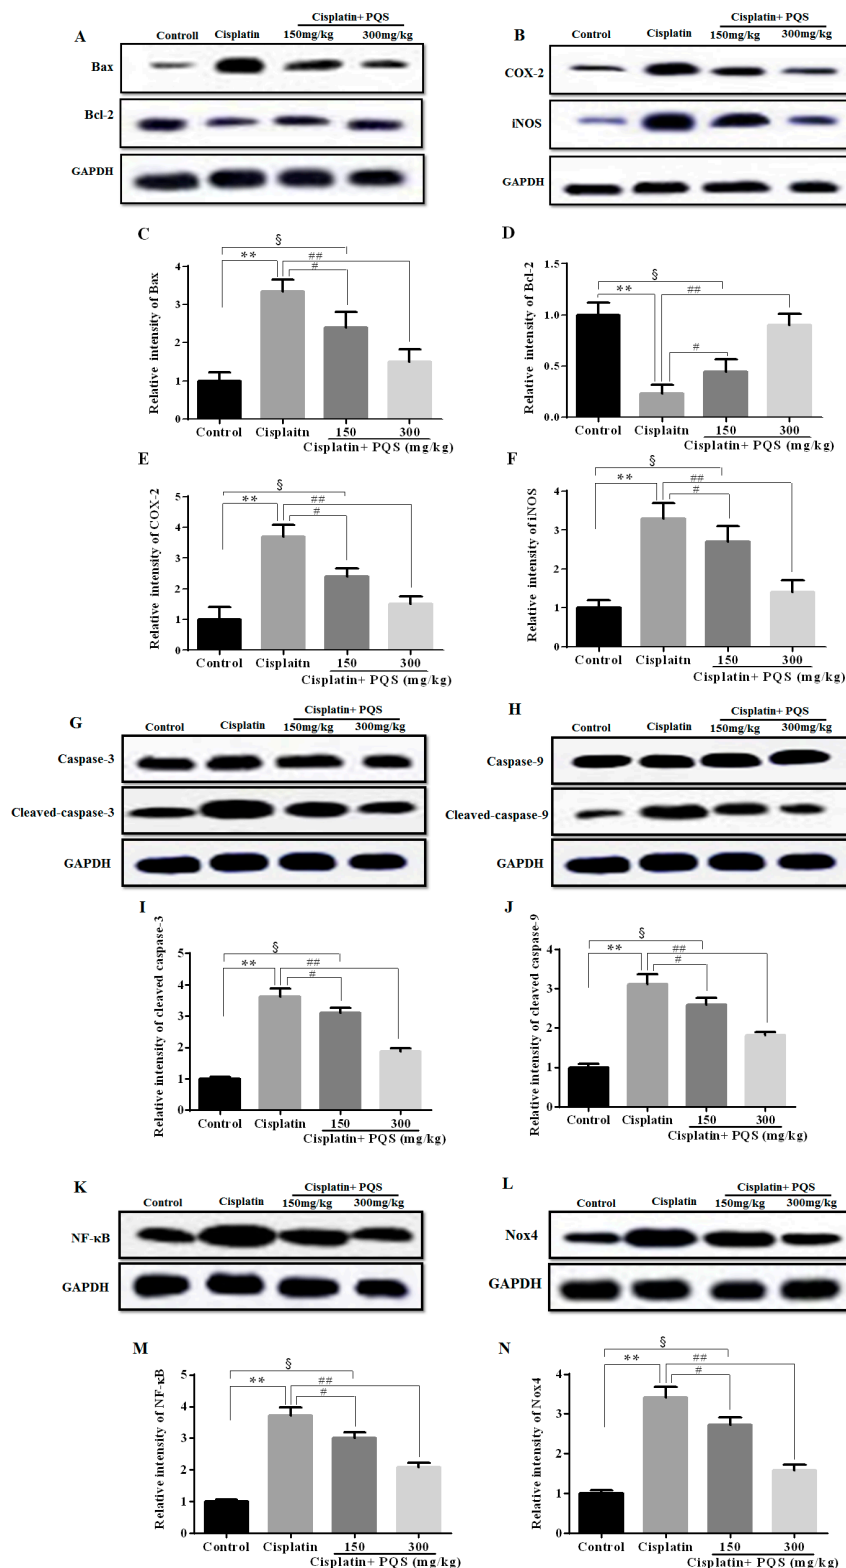 A
Cisplatin+ PQS
Controll Cisplatin 150mg/kg 300mg/kg
Bax
Bcl-2
GAPDH
B
Cisplatin+ PQS
Controll Cisplatin 150mg/kg 300mg/kg
COX-2
iNOS
GAPDH
C
Relative intensity of Bax
4
3
2
1
0
§
** ##
#
Control Cisplaitn 150 300
Cisplatin+ PQS (mg/kg)
D
Relative intensity of Bcl-2
1.5
1.0
0.5
0.0
§
** ##
#
Control Cisplaitn 150 300
Cisplatin+ PQS (mg/kg)
E
Relative intensity of COX-2
5
4
3
2
1
0
§
** ##
#
Control Cisplaitn 150 300
Cisplatin+ PQS (mg/kg)
F
Relative intensity of iNOS
4
3
2
1
0
§
** ##
#
Control Cisplaitn 150 300
Cisplatin+ PQS (mg/kg)
G
Cisplatin+ PQS
Control Cisplatin 150mg/kg 300mg/kg
Caspase-3
Cleaved-caspase-3
GAPDH
H
Cisplatin+ PQS
Control Cisplatin 150mg/kg 300mg/kg
Caspase-9
Cleaved-caspase-9
GAPDH
I
Relative intensity of cleaved caspase-3
5
4
3
2
1
0
§
** ##
#
Control Cisplatin 150 300
Cisplatin+ PQS (mg/kg)
J
Relative intensity of cleaved caspase-9
4
3
2
1
0
§
** ##
#
Control Cisplatin 150 300
Cisplatin+ PQS (mg/kg)
K
Cisplatin+ PQS
Control Cisplatin 150mg/kg 300mg/kg
NF-κB
GAPDH
L
Cisplatin+ PQS
Control Cisplatin 150mg/kg 300mg/kg
Nox4
GAPDH
M
Relative intensity of NF-κB
5
4
3
2
1
0
§
** ##
#
Control Cisplatin 150 300
Cisplatin+ PQS (mg/kg)
N
Relative intensity of Nox4
4
3
2
1
0
§
** ##
#
Control Cisplatin 150 300
Cisplatin+ PQS (mg/kg)